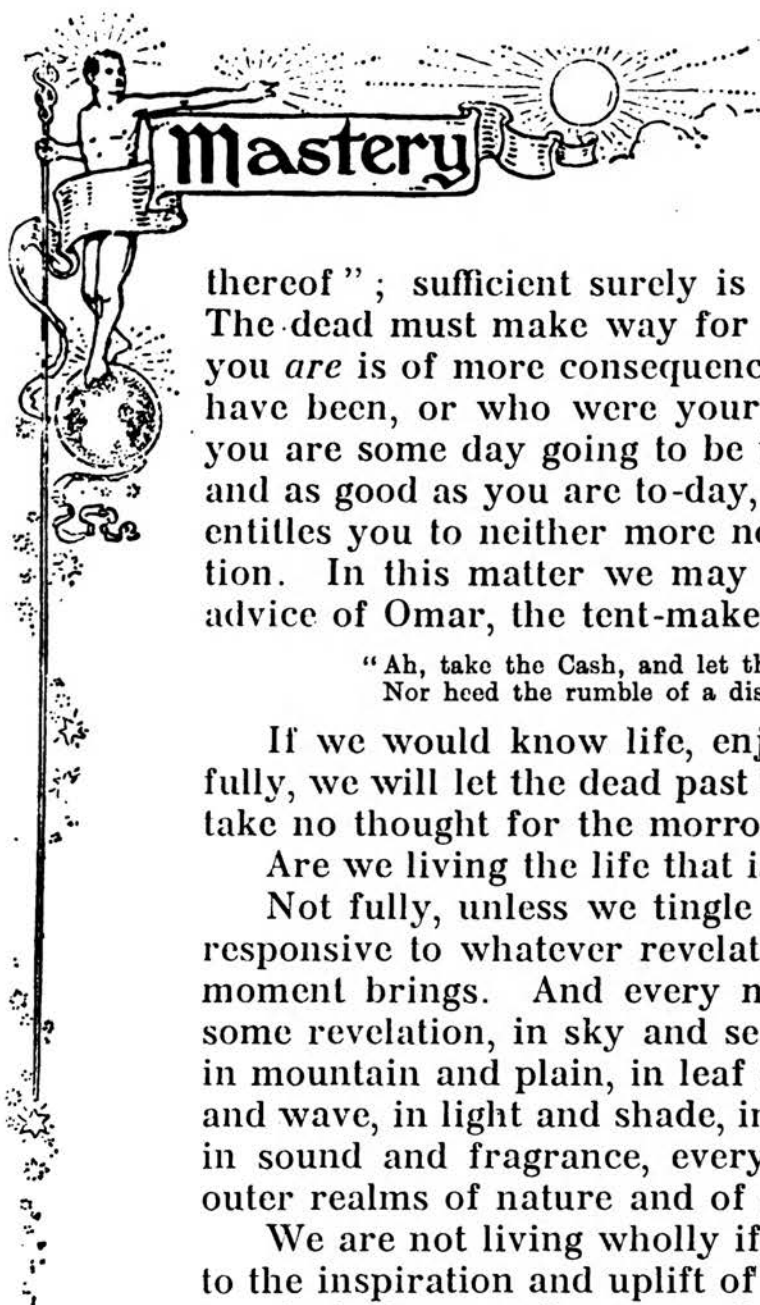 Mastery
thereof"; sufficient surely is
The dead must make way for
you are is of more consequenc
have been, or who were your
you are some day going to be
and as good as you are to-day,
entitles you to neither more n
tion. In this matter we may
advice of Omar, the tent-make
"Ah, take the Cash, and let th
Nor heed the rumble of a dis
If we would know life, enj
fully, we will let the dead past
take no thought for the morro
Are we living the life that i
Not fully, unless we tingle
responsive to whatever revelat
moment brings. And every n
some revelation, in sky and se
in mountain and plain, in leaf
and wave, in light and shade, in
in sound and fragrance, every
outer realms of nature and of
We are not living wholly if
to the inspiration and uplift of